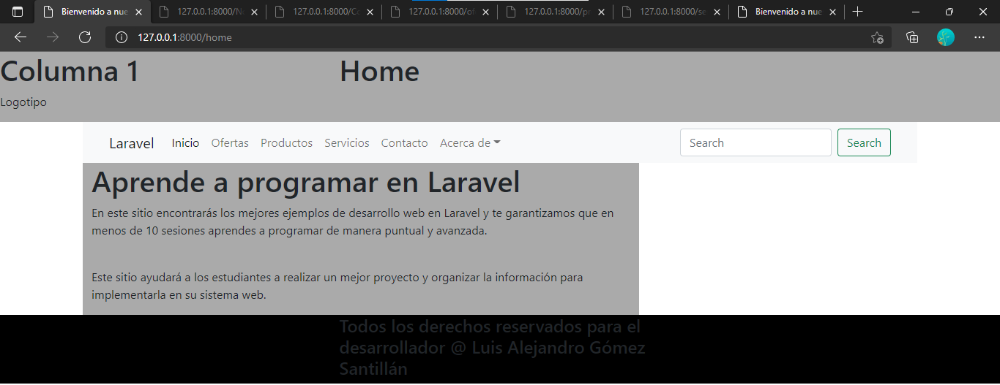 Bienvenido a nue
127.0.0.1:8000/N
127.0.0.1:8000/Co
127.0.0.1:8000/of
127.0.0.1:8000/pr
127.0.0.1:8000/se
Bienvenido a nue
127.0.0.1:8000/home
Columna 1
Home
Logotipo
Laravel Inicio Ofertas Productos Servicios Contacto Acerca de Search Search
Aprende a programar en Laravel
En este sitio encontrarás los mejores ejemplos de desarrollo web en Laravel y te garantizamos que en
menos de 10 sesiones aprendes a programar de manera puntual y avanzada.
Este sitio ayudará a los estudiantes a realizar un mejor proyecto y organizar la información para
implementarla en su sistema web.
Todos los derechos reservados para el
desarrollador @ Luis Alejandro Gómez
Santillán